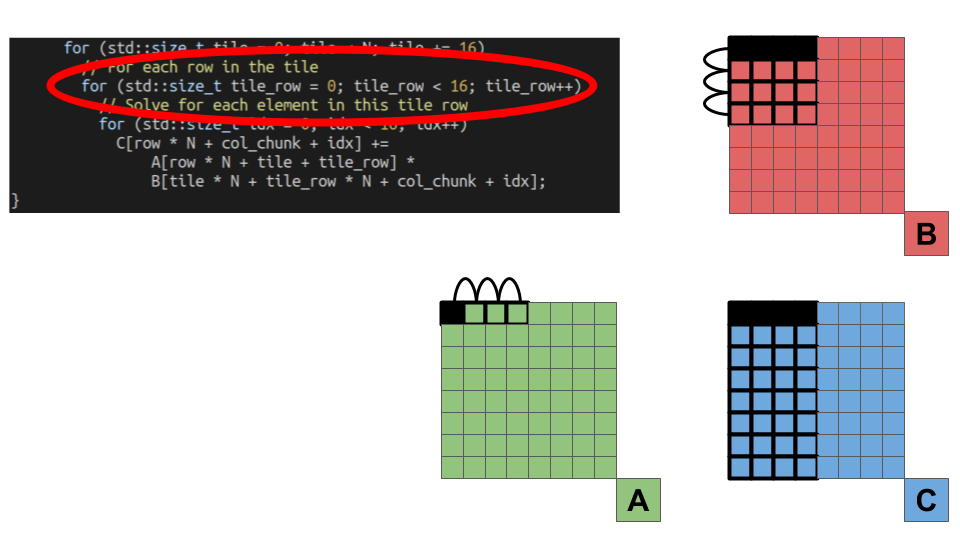 for (std::size_t tile = 0; tile < N; tile += 16)
// For each row in the tile
for (std::size_t tile_row = 0; tile_row < 16; tile_row++)
// Solve for each element in this tile row
for (std::size_t idx = 0; idx < 16; idx++)
C[row * N + col_chunk + idx] +=
A[row * N + tile + tile_row] *
B[tile * N + tile_row * N + col_chunk + idx];
}
B
A
C